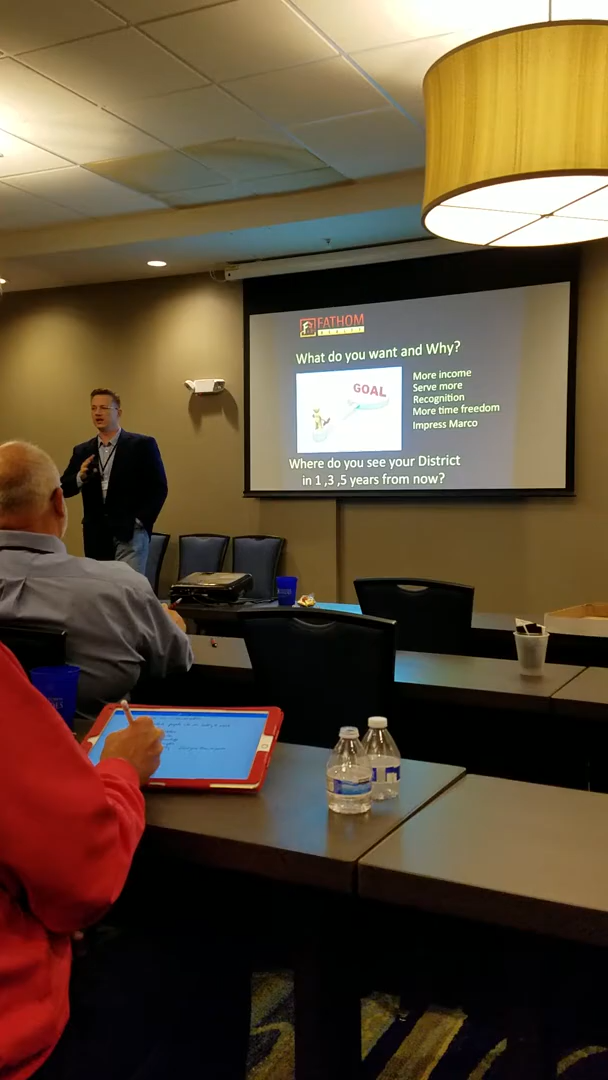 FATHOM
REALTY
What do you want and Why?
GOAL
More income
Serve more
Recognition
More time freedom
Impress Marco
Where do you see your District
in 1 ,3 ,5 years from now?